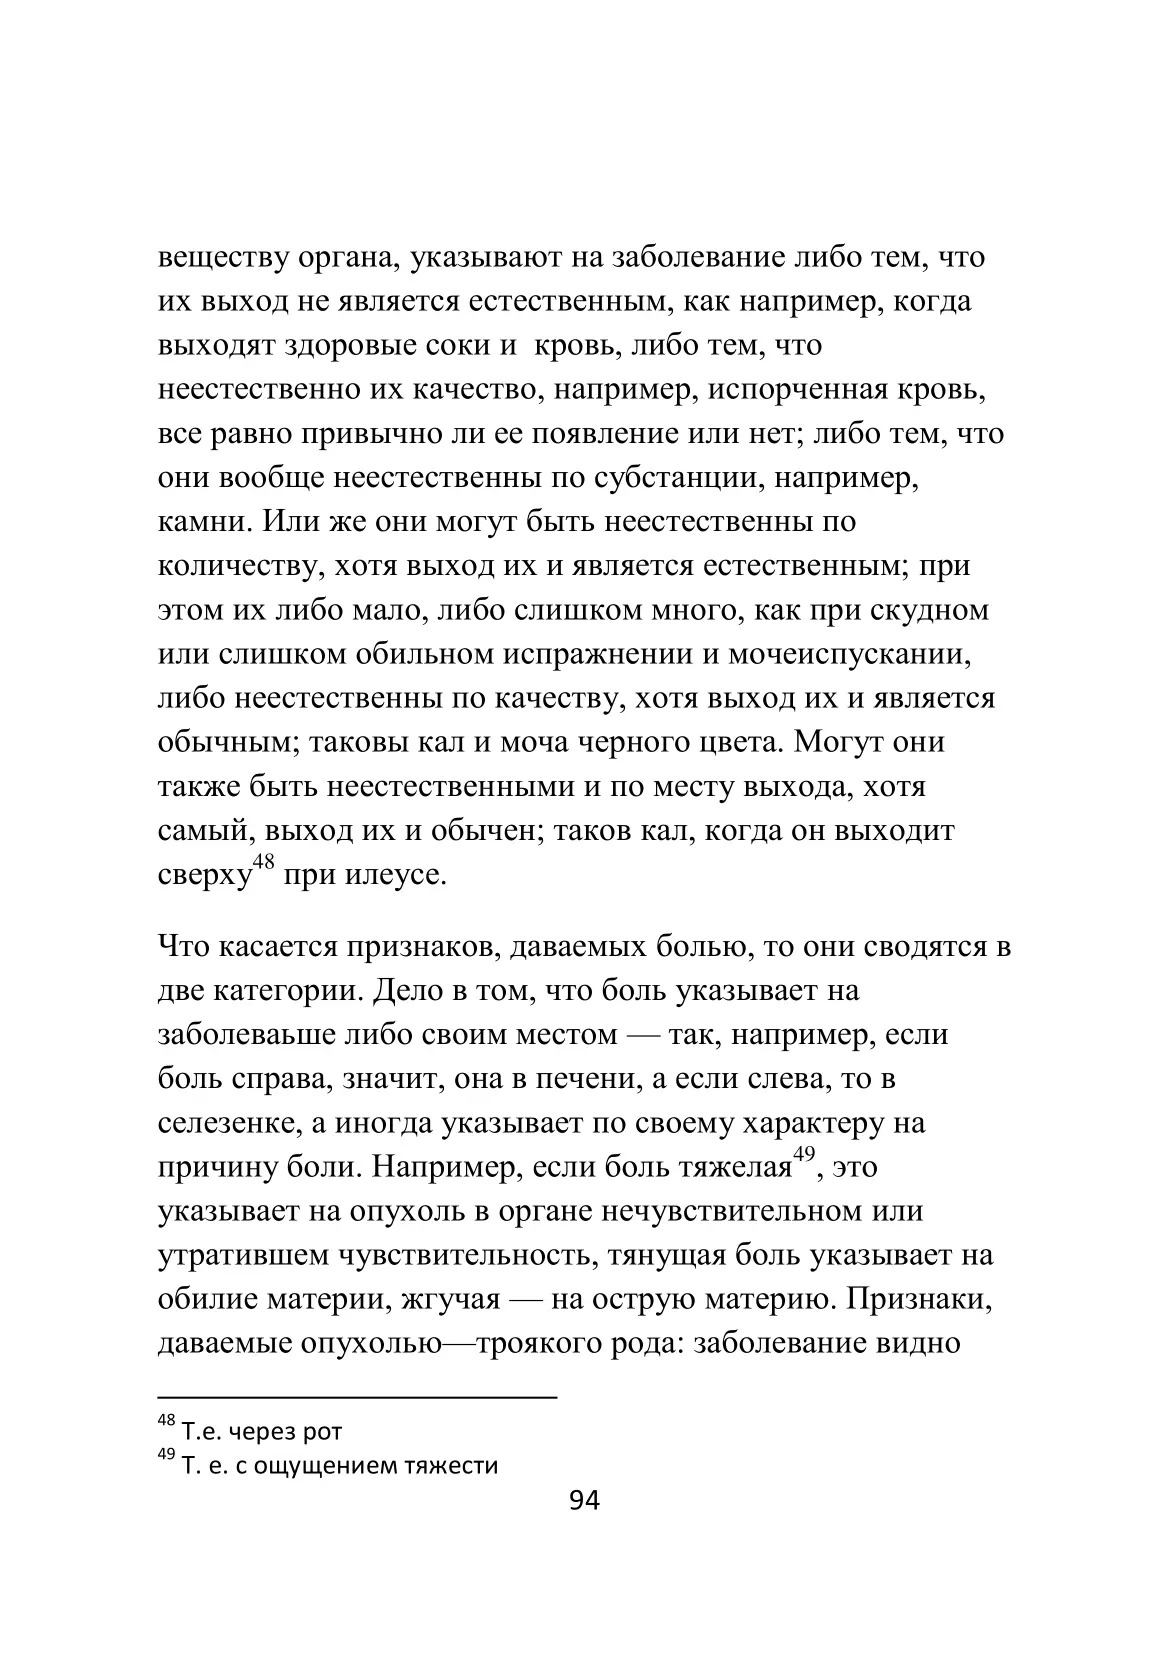 веществу органа, указывают на заболевание либо тем, что
их выход не является естественным, как например, когда
выходят здоровые соки и  кровь, либо тем, что
неестественно их качество, например, испорченная кровь,
все равно привычно ли ее появление или нет; либо тем, что
они вообще неестественны по субстанции, например,
камни. Или же они могут быть неестественны по
количеству, хотя выход их и является естественным; при
этом их либо мало, либо слишком много, как при скудном
или слишком обильном испражнении и мочеиспускании,
либо неестественны по качеству, хотя выход их и является
обычным; таковы кал и моча черного цвета. Могут они
также быть неестественными и по месту выхода, хотя
самый, выход их и обычен; таков кал, когда он выходит
сверху48 при илеусе.
Что касается признаков, даваемых болью, то они сводятся в
две категории. Дело в том, что боль указывает на
заболеваьше либо своим местом — так, например, если
боль справа, значит, она в печени, а если слева, то в
селезенке, а иногда указывает по своему характеру на
причину боли. Например, если боль тяжелая49, это
указывает на опухоль в органе нечувствительном или
утратившем чувствительность, тянущая боль указывает на
обилие материи, жгучая — на острую материю. Признаки,
даваемые опухолью—троякого рода: заболевание видно
48 Т.е. через рот
49 Т. е. с ощущением тяжести
94